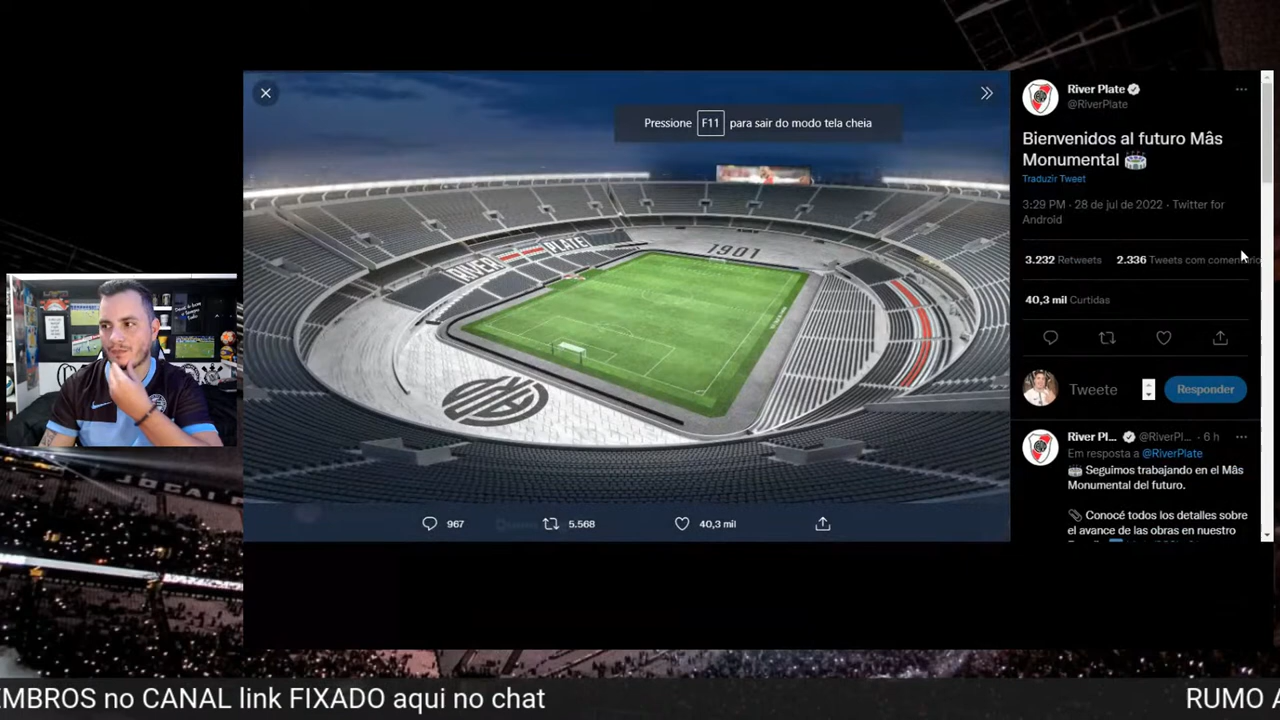 Pressione F11 para sair do modo tela cheia
RIVER PLATE
1901
967
5.568
40,3 mil
River Plate
@RiverPlate
Bienvenidos al futuro Mâs
Monumental
Traduzir Tweet
3:29 PM · 28 de jul de 2022 · Twitter for
Android
3.232 Retweets 2.336 Tweets com comentário
40,3 mil Curtidas
Tweete
Responder
River Pl... @RiverPl... · 6 h
Em resposta a @RiverPlate
Seguimos trabajando en el Mâs
Monumental del futuro.
Conocé todos los detalles sobre
el avance de las obras en nuestro
EMBROS no CANAL link FIXADO aqui no chat
RUMO A